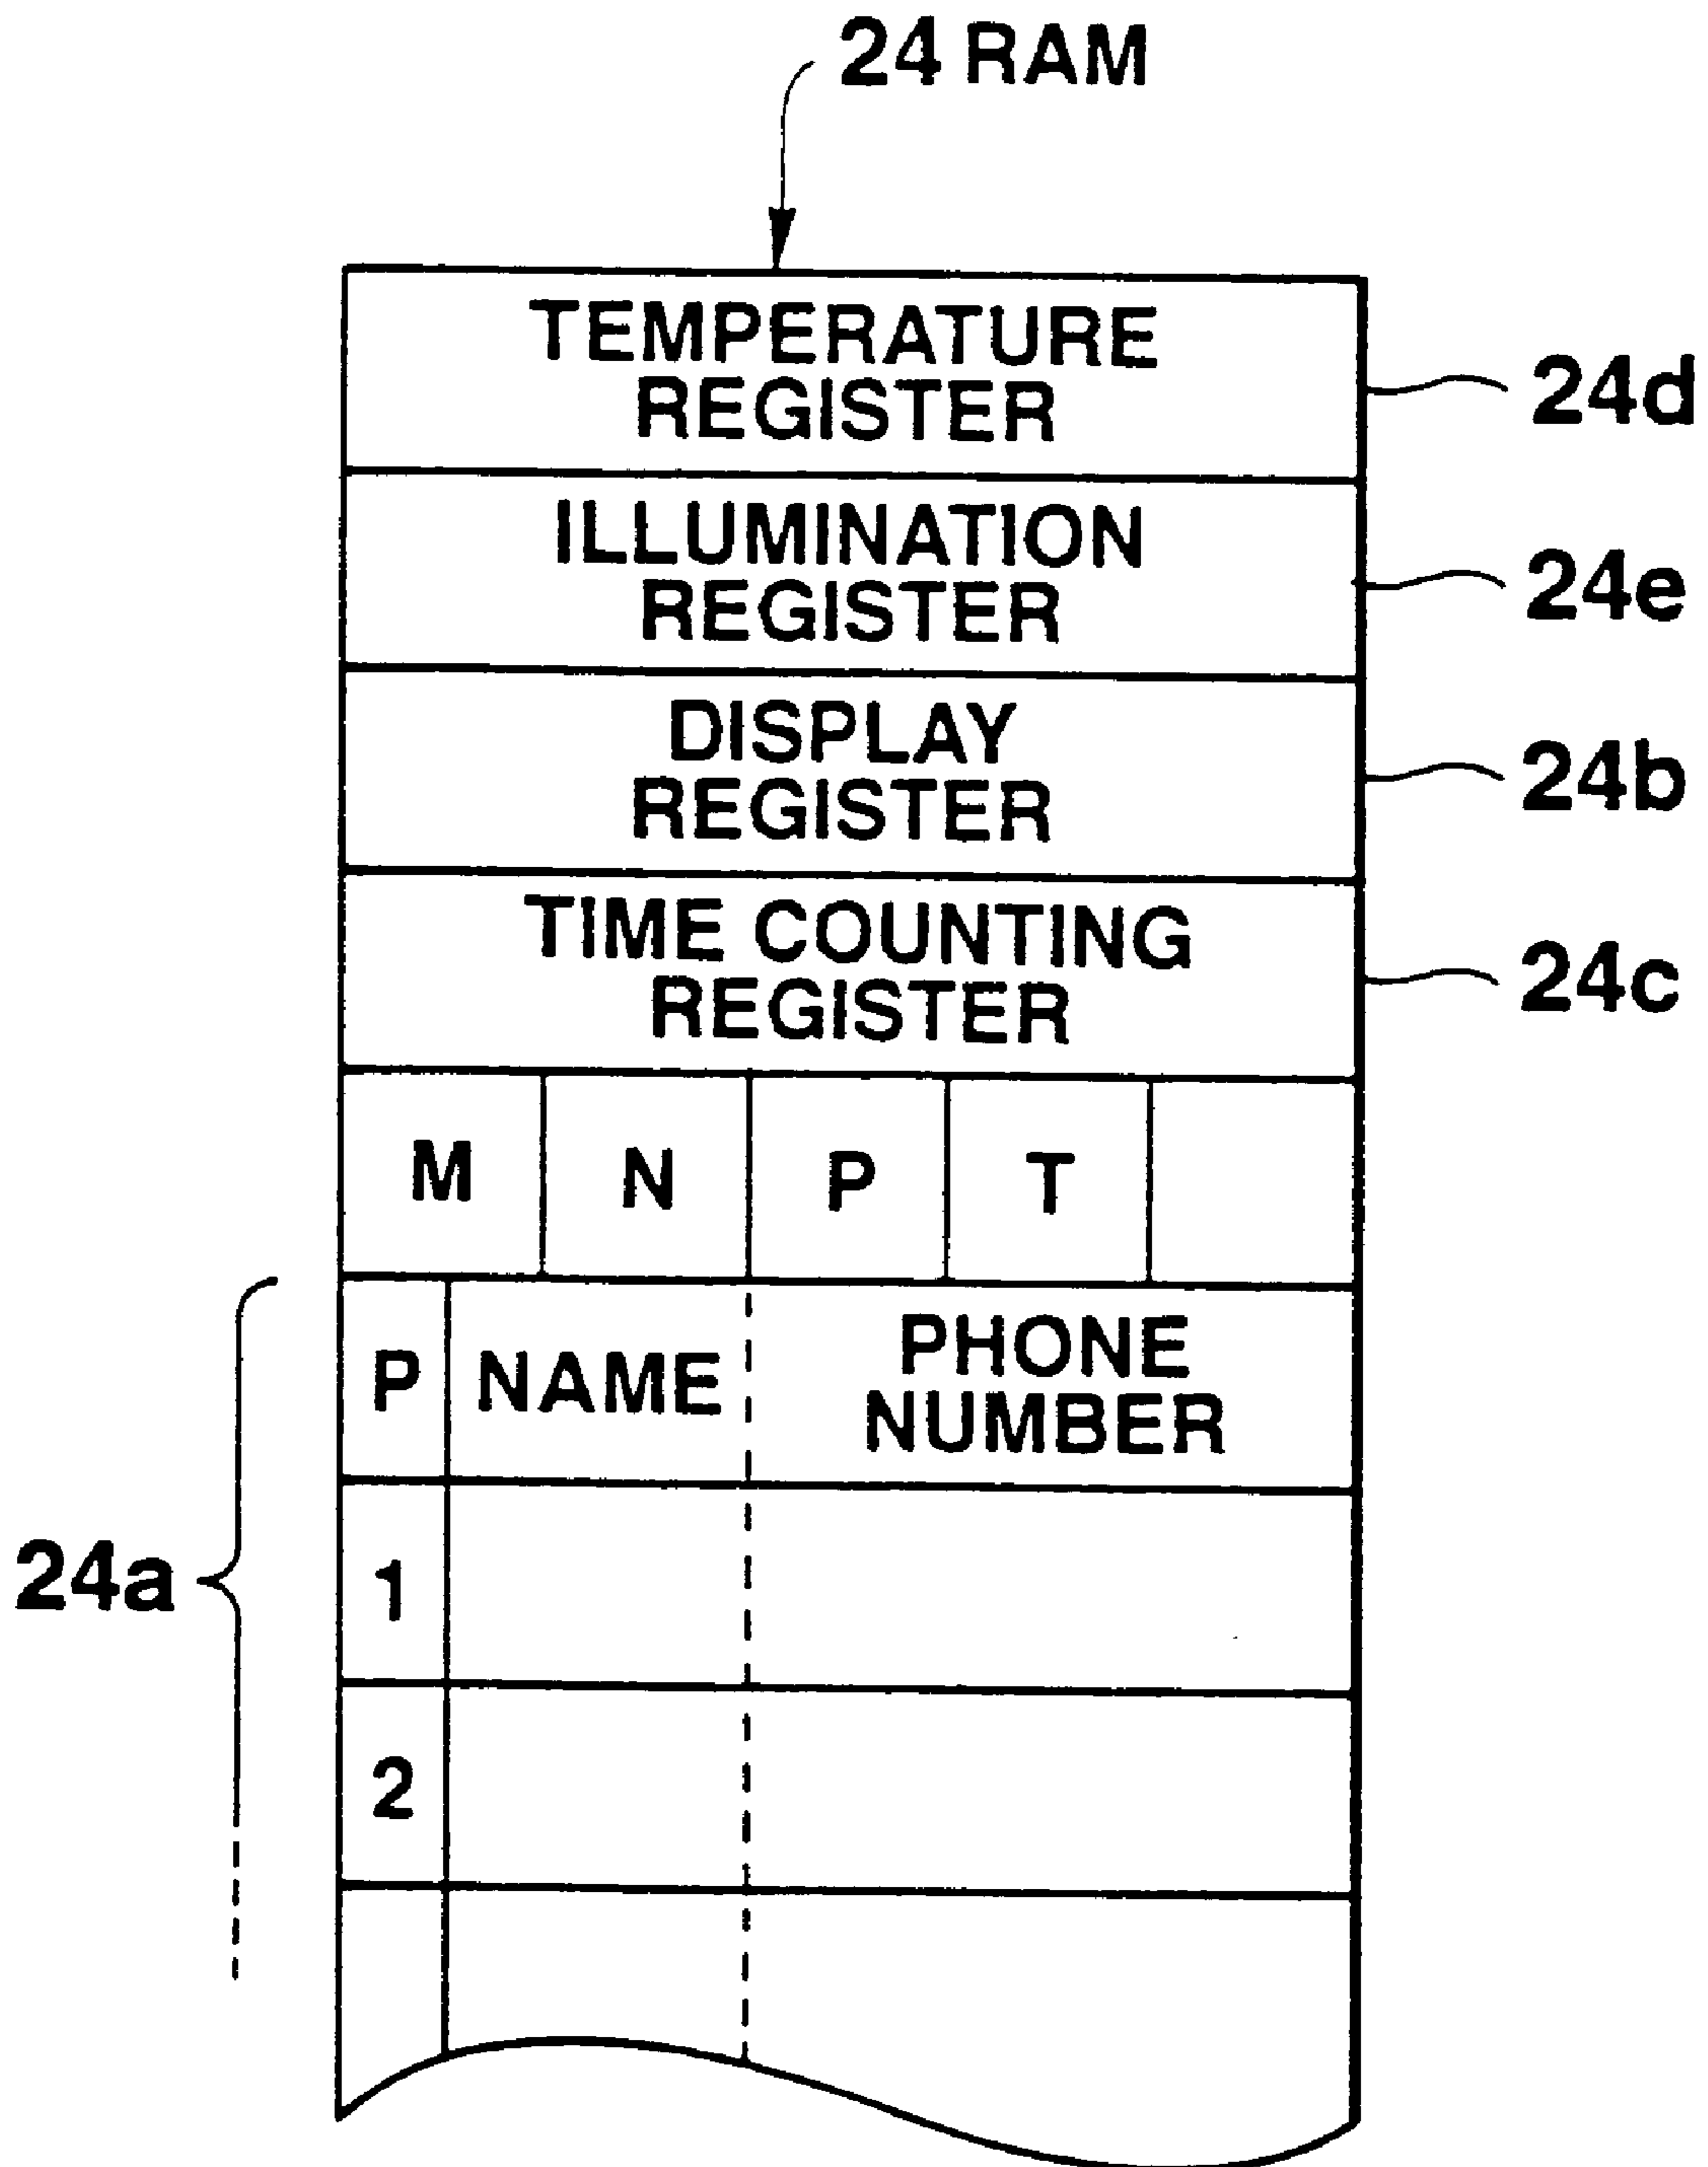 24 RAM
TEMPERATURE
REGISTER
24d
ILLUMINATION
REGISTER
24e
DISPLAY
REGISTER
24b
TIME COUNTING
REGISTER
24c
M N P T
P NAME PHONE
NUMBER
24a
1
2